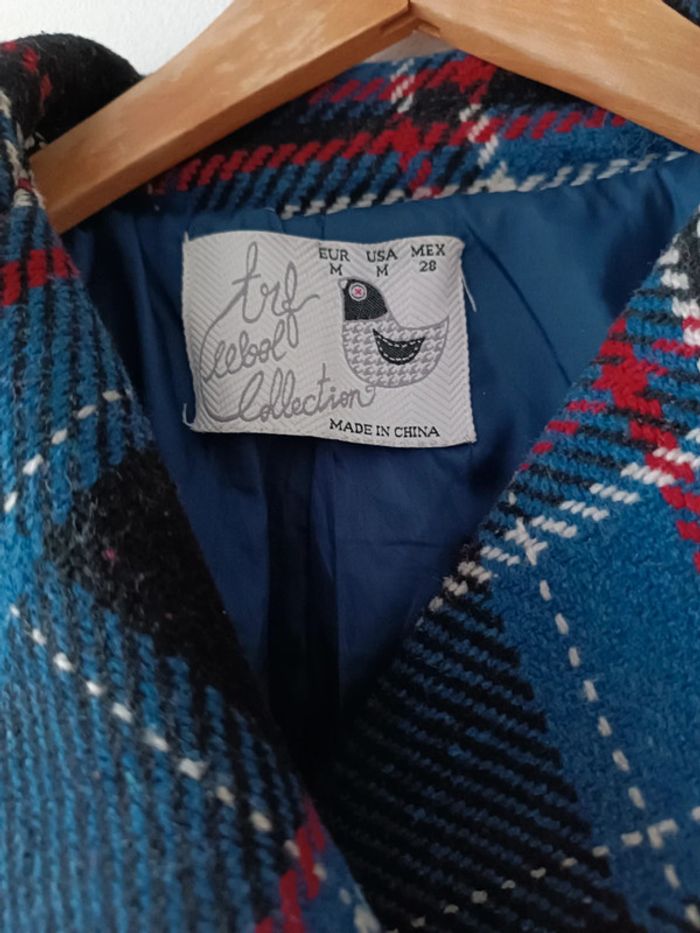 trf
Wool
Collection
EUR USA MEX
M M 28
MADE IN CHINA